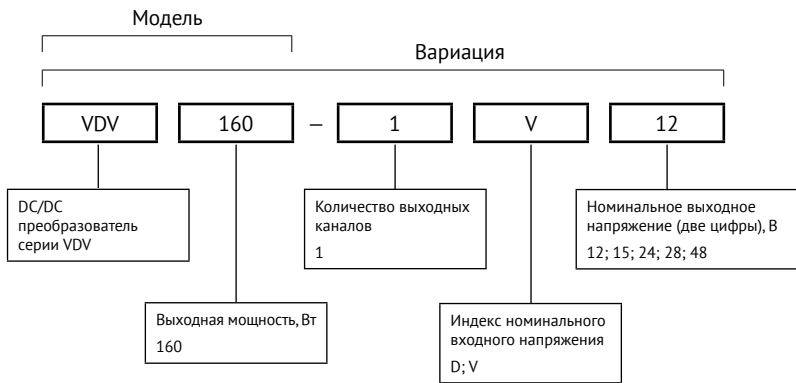 Модель
Вариация
VDV 160 – 1 V 12
DC/DC
преобразователь
серии VDV
Количество выходных
каналов
1
Номинальное выходное
напряжение (две цифры), В
12; 15; 24; 28; 48
Выходная мощность, Вт
160
Индекс номинального
входного напряжения
D; V